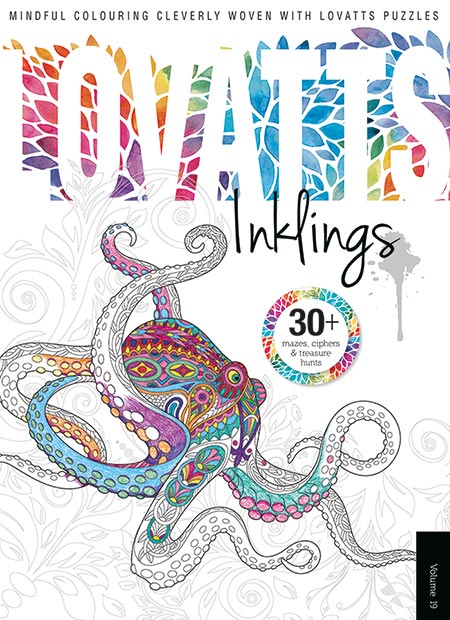 MINDFUL COLOURING CLEVERLY WOVEN WITH LOVATTS PUZZLES
LOVATTS
Inklings
30+
mazes, ciphers
& treasure
hunts
Volume 19